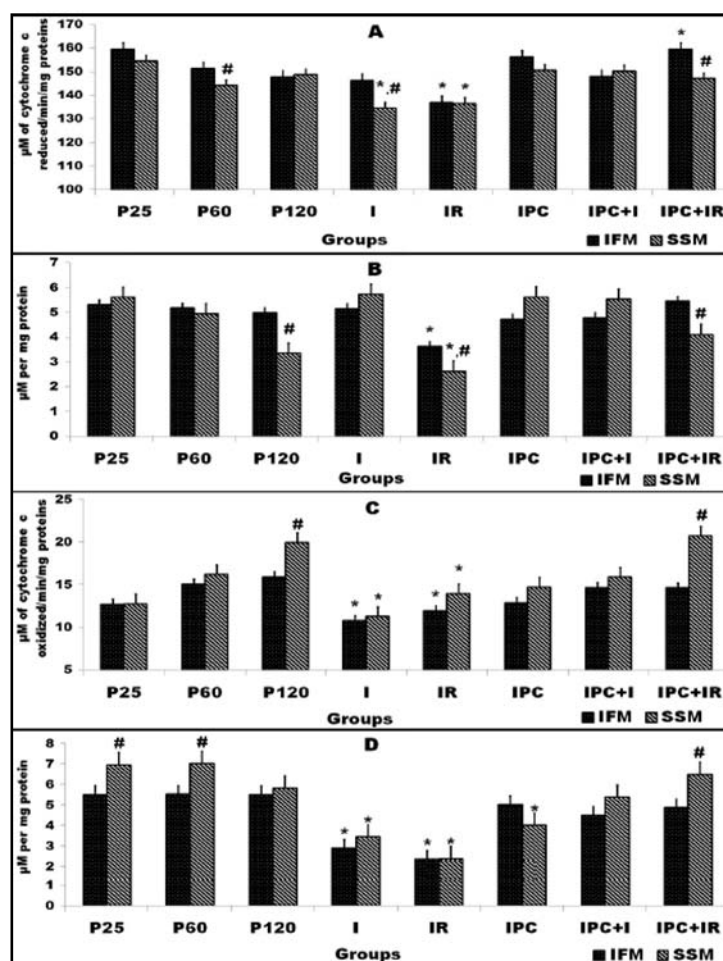 A
µM of cytochrome c
reduced/min/mg proteins
170
160
150
140
130
120
110
100
#
*,#
*
*
*
#
P25 P60 P120 I IR IPC IPC+I IPC+IR
Groups
IFM SSM
B
µM per mg protein
7
6
5
4
3
2
1
0
#
*
*,#
#
P25 P60 P120 I IR IPC IPC+I IPC+IR
Groups
IFM SSM
C
µM of cytochrome c
oxidized/min/mg proteins
25
20
15
10
5
#
*
*
*
*
#
P25 P60 P120 I IR IPC IPC+I IPC+IR
Groups
IFM SSM
D
µM per mg protein
8
7
6
5
4
3
2
1
0
#
#
*
*
*
*
*
#
P25 P60 P120 I IR IPC IPC+I IPC+IR
Groups
IFM SSM